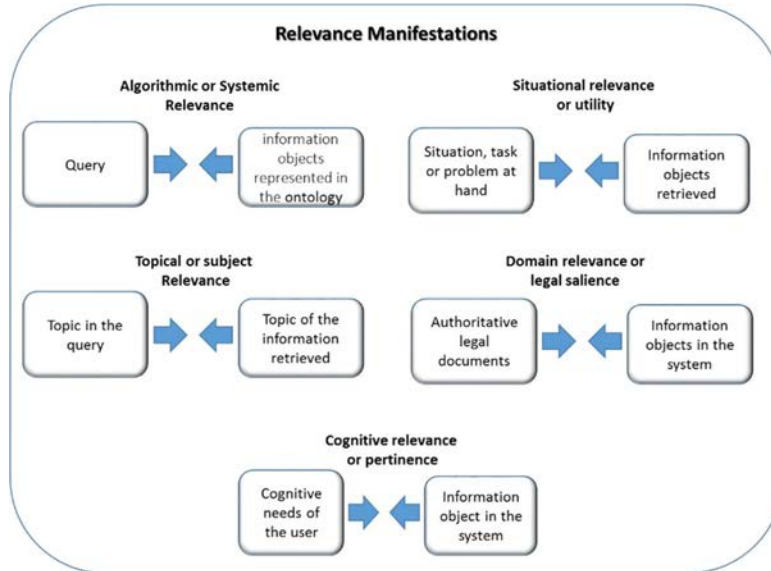 Relevance Manifestations
Algorithmic or Systemic
Relevance
Query
information
objects
represented in
the ontology
Situational relevance
or utility
Situation, task
or problem at
hand
Information
objects
retrieved
Topical or subject
Relevance
Topic in the
query
Topic of the
information
retrieved
Domain relevance or
legal salience
Authoritative
legal
documents
Information
objects in the
system
Cognitive relevance
or pertinence
Cognitive
needs of
the user
Information
object in the
system